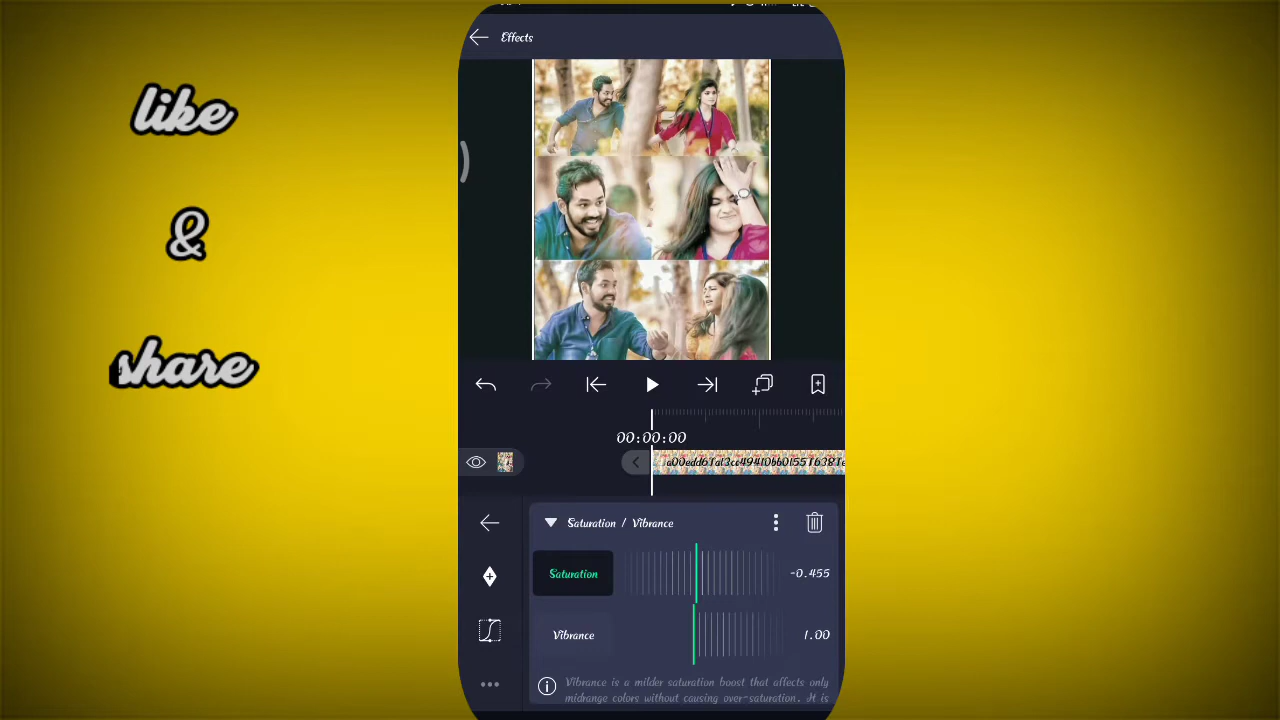 like
&
share
Effects
00:00:00
Saturation / Vibrance
Saturation
-0.455
Vibrance
1.00
Vibrance is a milder saturation boost that affects only
midrange colors without causing over-saturation. It is